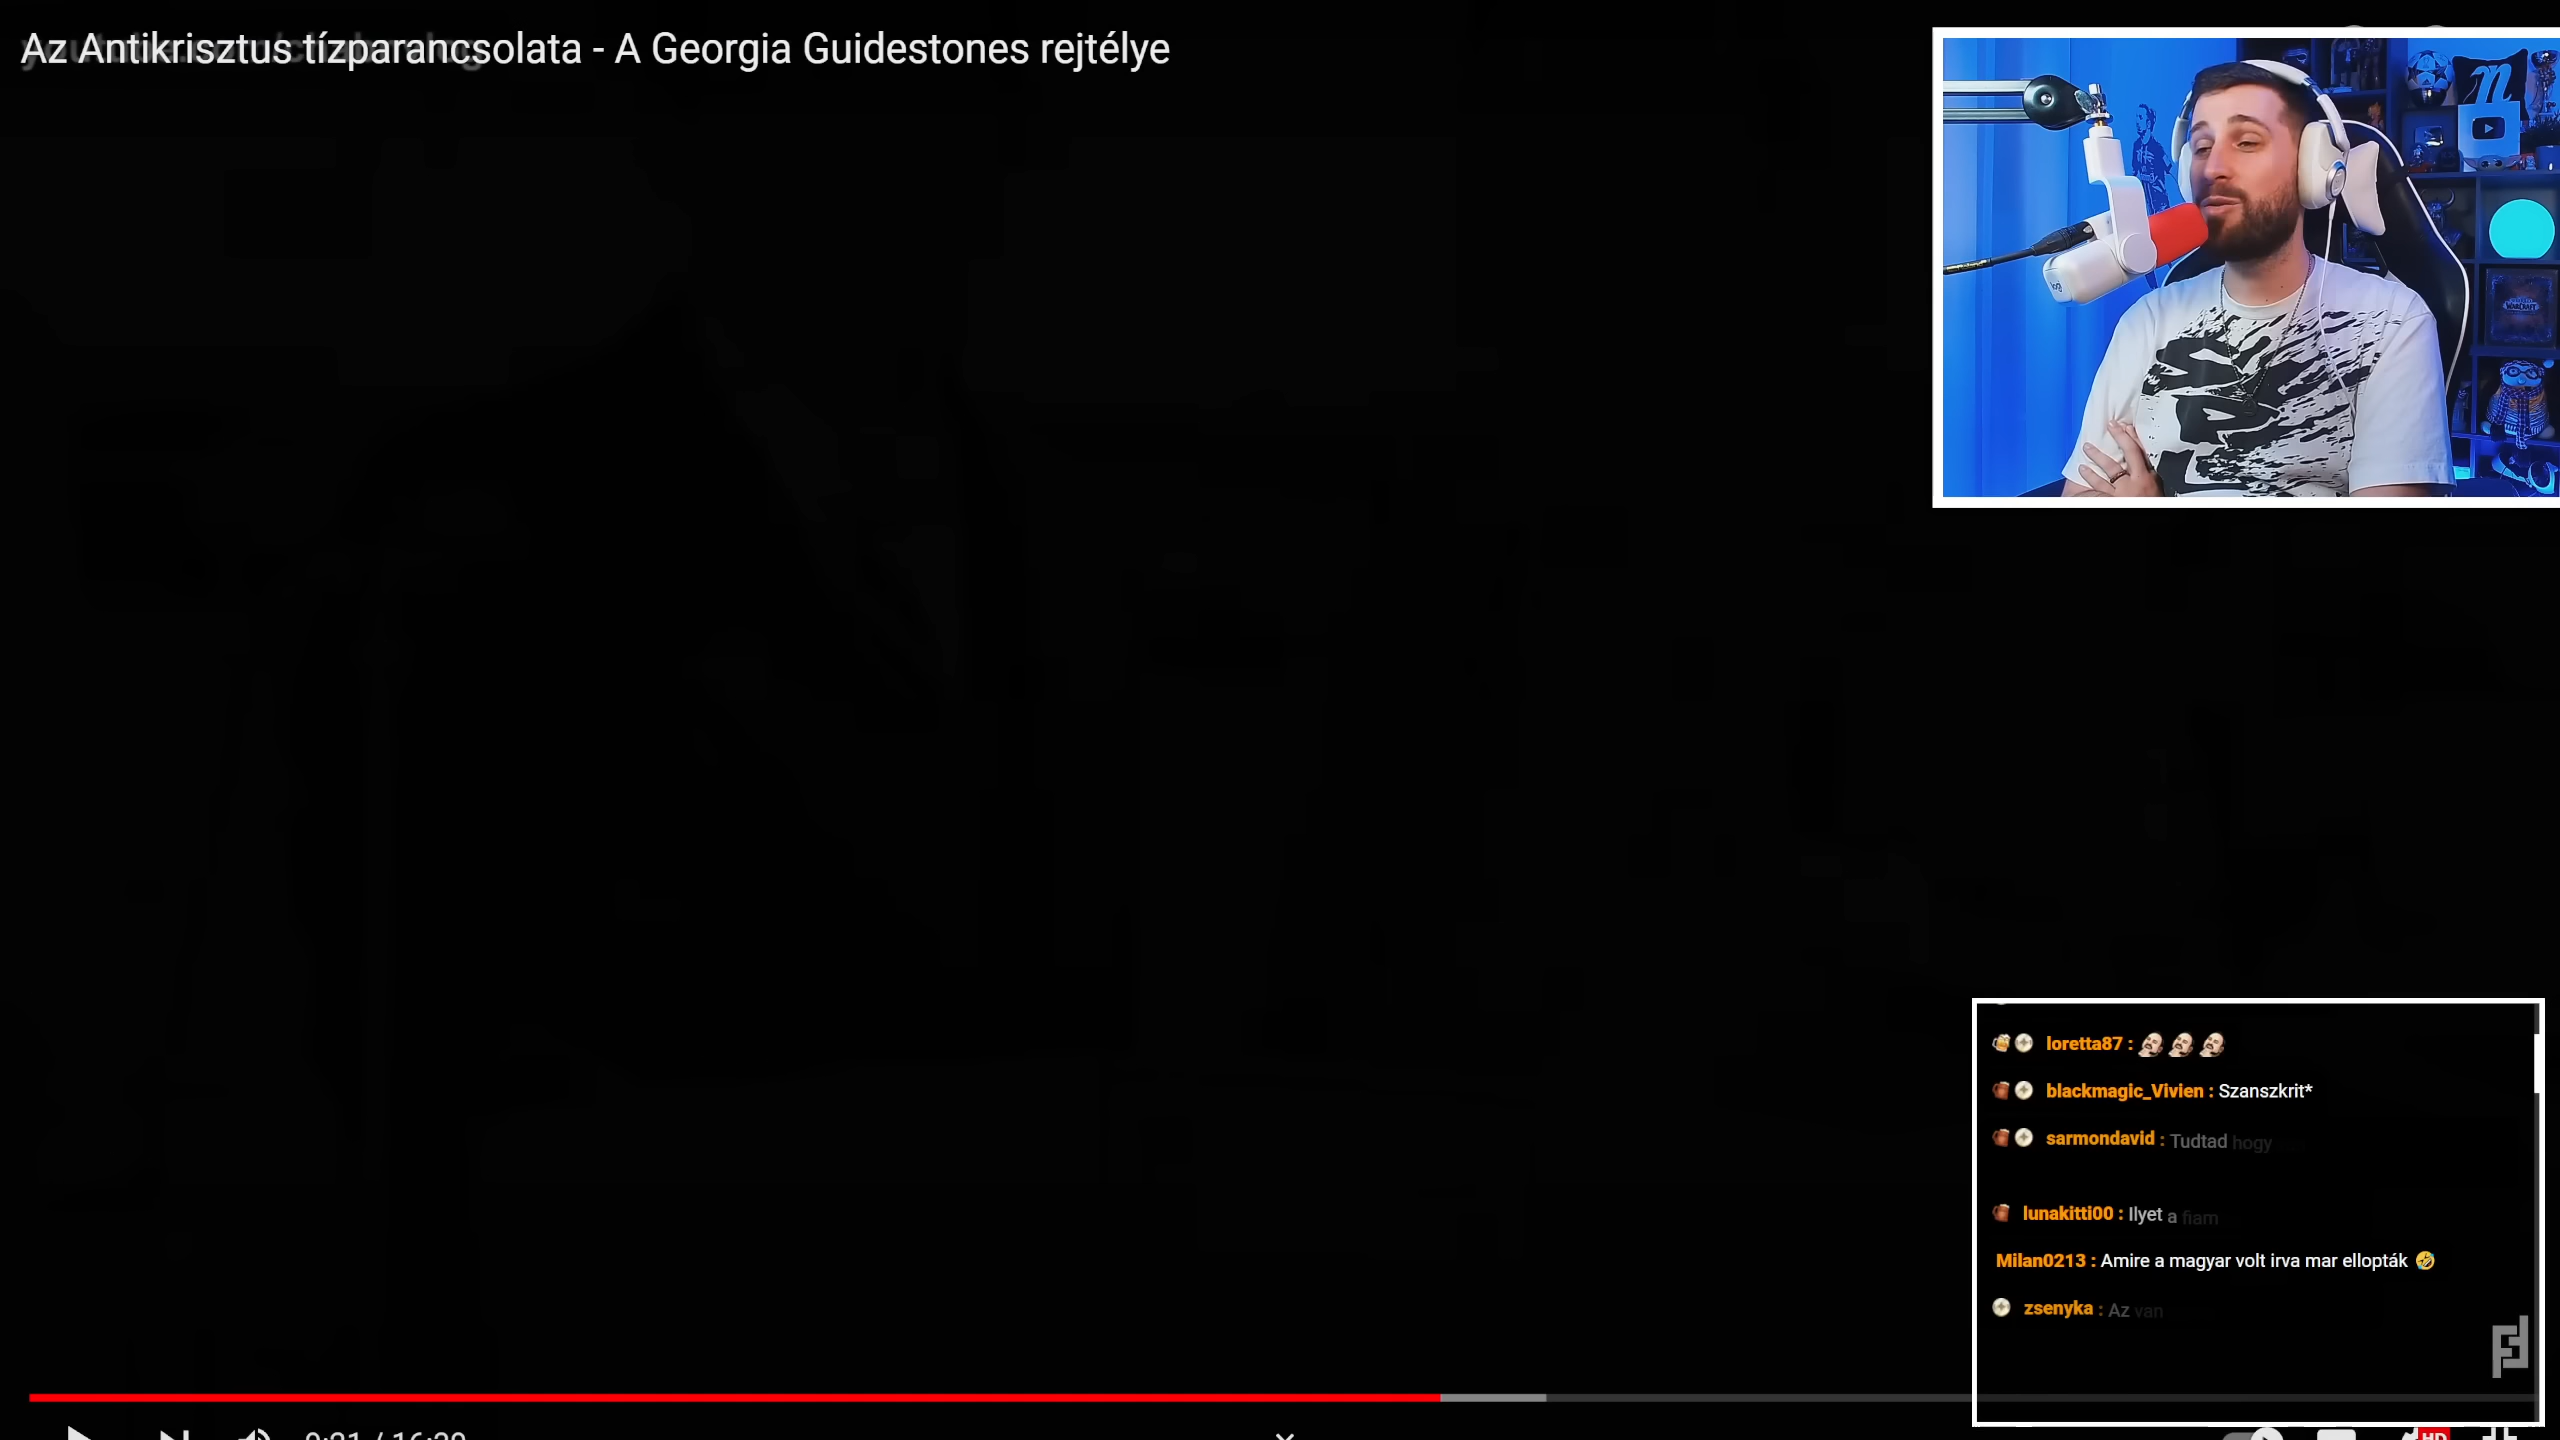 Az Antikrisztus tízparancsolata - A Georgia Guidestones rejtélye
loretta87 :
blackmagic_Vivien : Szanszkrit*
sarmondavid : Tudtad hogy
lunakitti00 : Ilyet a fiam
Milan0213 : Amire a magyar volt irva mar ellopták 🤣
zsenyka : Az van
HD